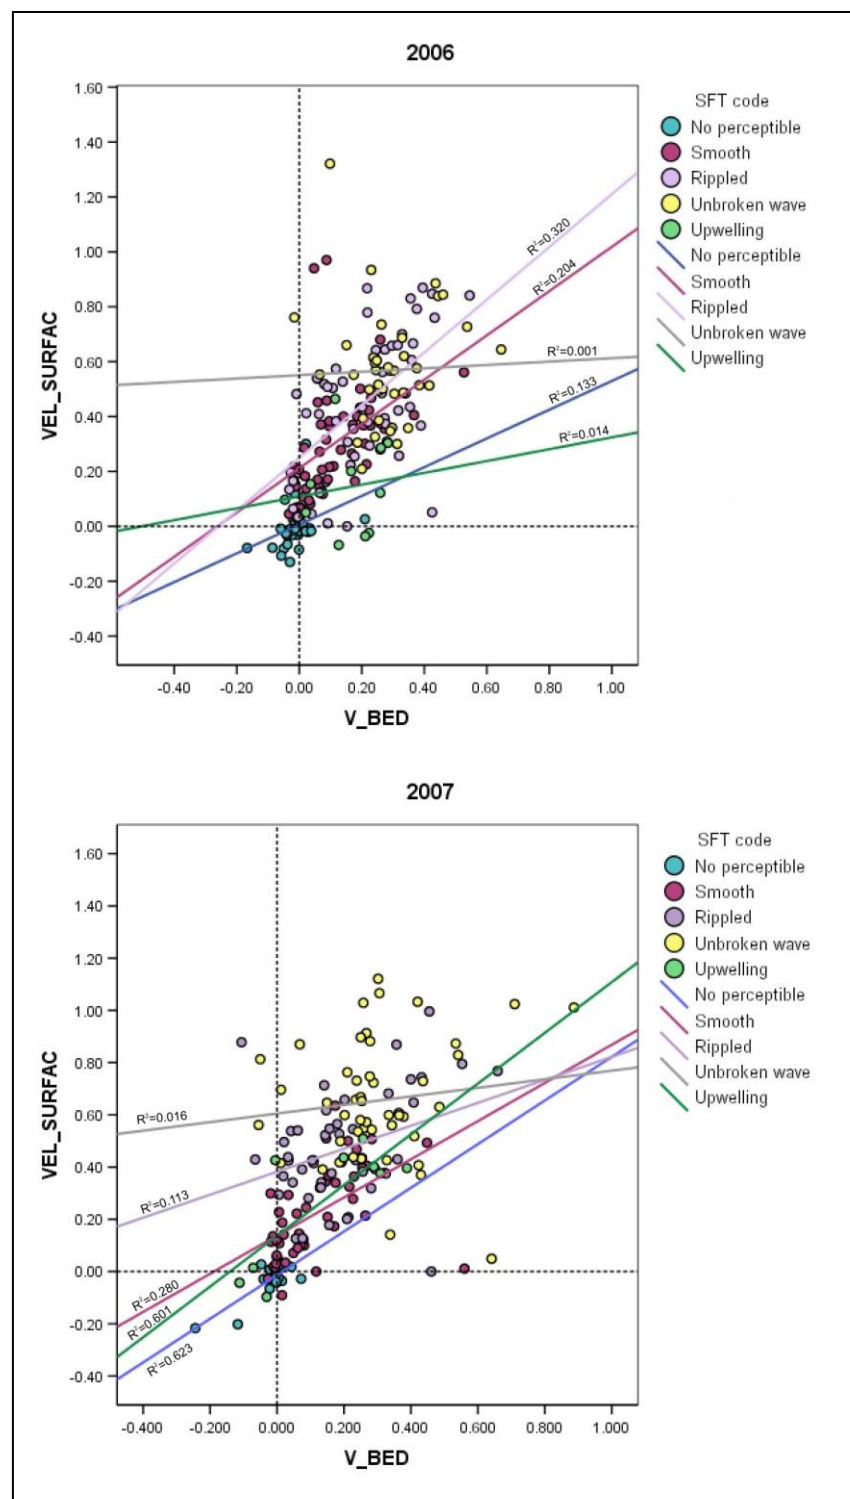 2006
1.60
1.40
1.20
1.00
0.80
0.60
0.40
0.20
0.00
-0.20
-0.40
VEL_SURFAC
-0.40 -0.20 0.00 0.20 0.40 0.60 0.80 1.00
V_BED
R²=0.320
R²=0.204
R²=0.001
R²=0.133
R²=0.014
SFT code
No perceptible
Smooth
Rippled
Unbroken wave
Upwelling
No perceptible
Smooth
Rippled
Unbroken wave
Upwelling
2007
1.60
1.40
1.20
1.00
0.80
0.60
0.40
0.20
0.00
-0.20
-0.40
VEL_SURFAC
-0.400 -0.200 0.000 0.200 0.400 0.600 0.800 1.000
V_BED
R²=0.016
R²=0.113
R²=0.280
R²=0.601
R²=0.623
SFT code
No perceptible
Smooth
Rippled
Unbroken wave
Upwelling
No perceptible
Smooth
Rippled
Unbroken wave
Upwelling